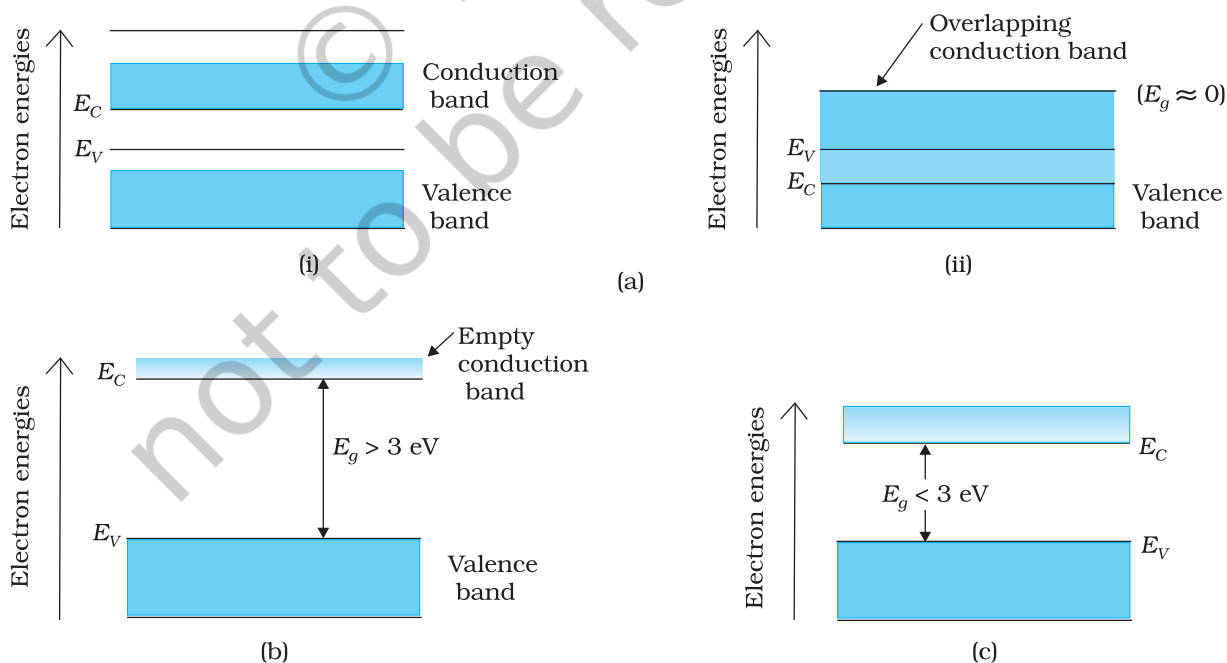 Electron energies
Conduction
band
E_C
E_V
Valence
band
(i)
Electron energies
Overlapping
conduction band
(E_g ≈ 0)
E_V
E_C
Valence
band
(ii)
(a)
Electron energies
Empty
conduction
band
E_C
E_g > 3 eV
E_V
Valence
band
(b)
Electron energies
E_C
E_g < 3 eV
E_V
(c)
©
not to be r